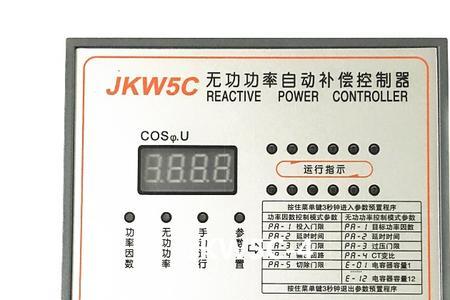 JKW5C 无功功率自动补偿控制器
REACTIVE POWER CONTROLLER
COSφ.U
8.8.8.8
运行指示
功率因数
无功功率
按住菜单键3秒钟进入参数预置程序
功率因数控制模式参数 无功功率控制模式参数
PA-1 投入门限 PA-1 目标功率因数
PA-2 延时时间 PA-2 延时时间
PA-3 过压门限
PA-4 CT变比
PA-5 切除门限 E-01 电容器容量1
E-12 电容器容量12
按住菜单键3秒钟退出参数预置程序